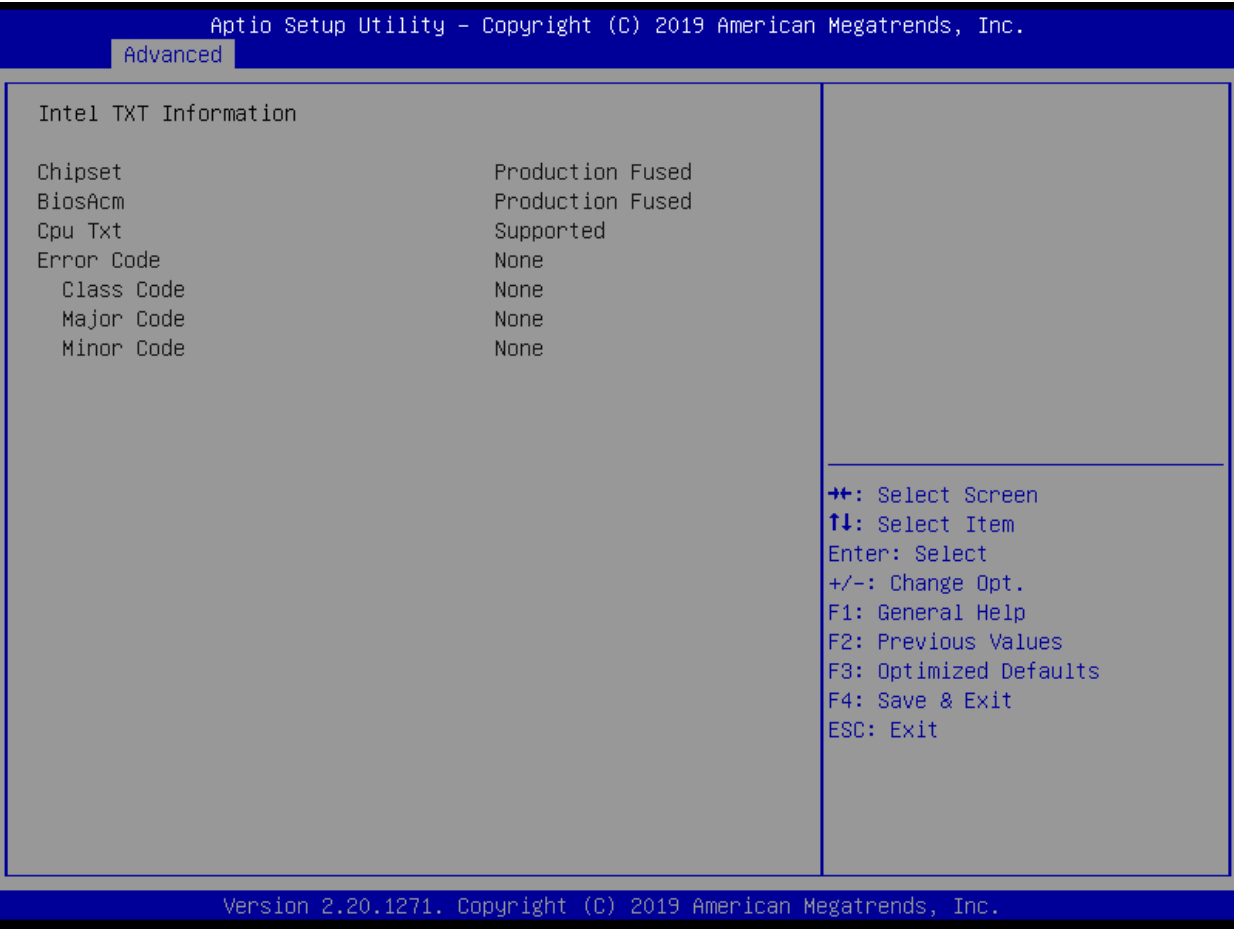 Aptio Setup Utility – Copyright (C) 2019 American Megatrends, Inc.
Advanced
Intel TXT Information
Chipset Production Fused
BiosAcm Production Fused
Cpu Txt Supported
Error Code None
Class Code None
Major Code None
Minor Code None
→←: Select Screen
↑↓: Select Item
Enter: Select
+/-: Change Opt.
F1: General Help
F2: Previous Values
F3: Optimized Defaults
F4: Save & Exit
ESC: Exit
Version 2.20.1271. Copyright (C) 2019 American Megatrends, Inc.